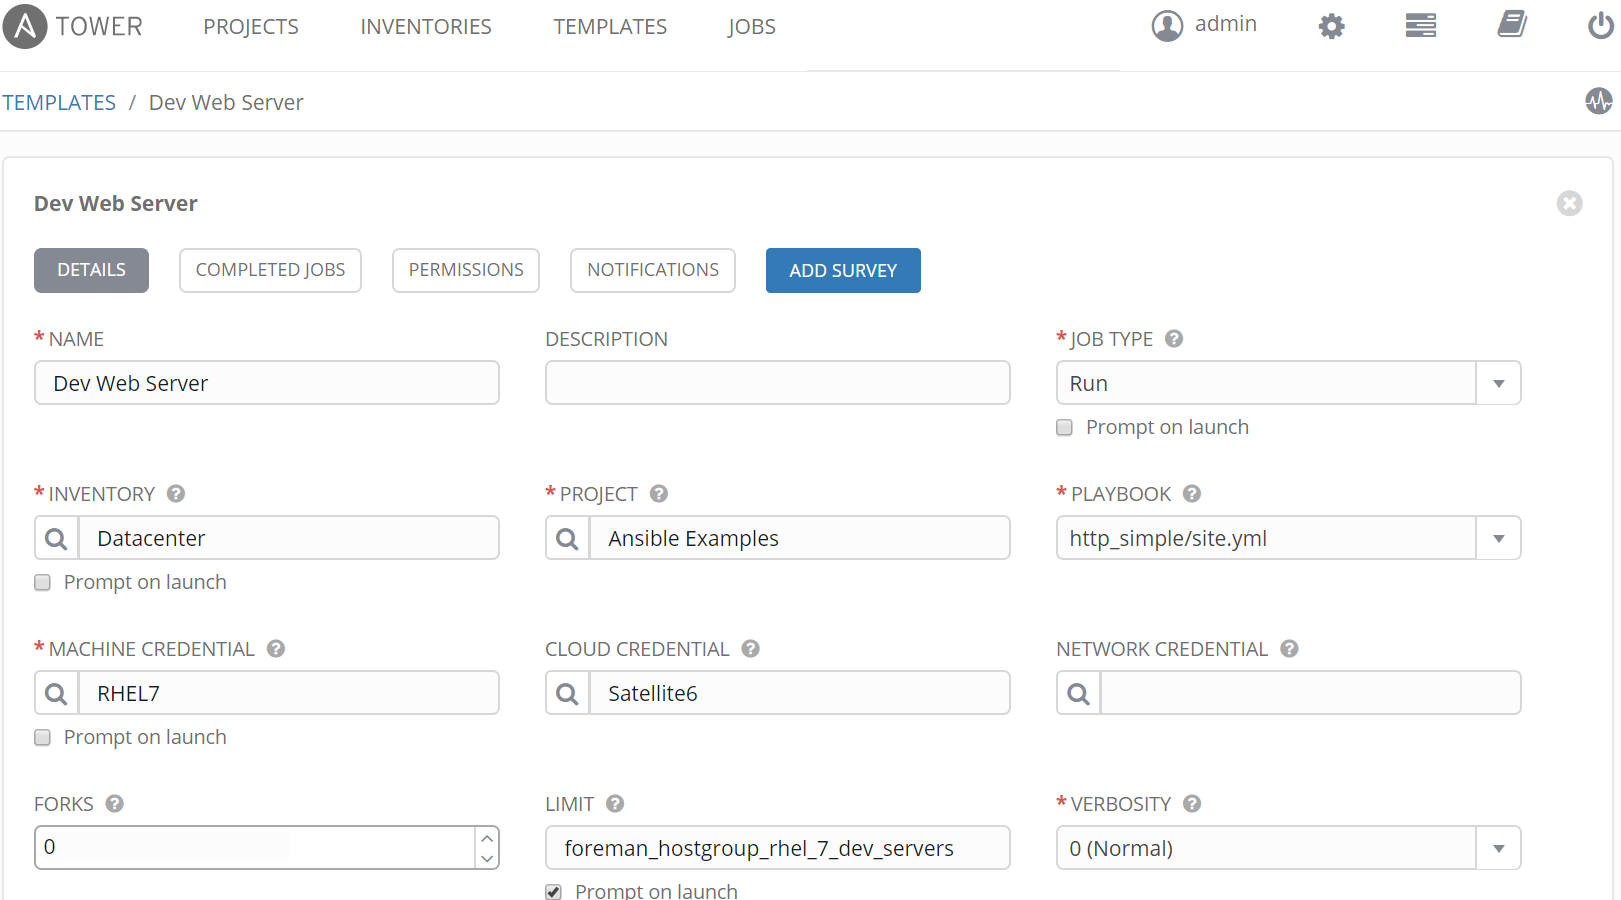 TOWER PROJECTS INVENTORIES TEMPLATES JOBS admin
TEMPLATES / Dev Web Server
Dev Web Server
DETAILS COMPLETED JOBS PERMISSIONS NOTIFICATIONS ADD SURVEY
* NAME DESCRIPTION * JOB TYPE ?
Dev Web Server Run
Prompt on launch
* INVENTORY ? * PROJECT ? * PLAYBOOK ?
Datacenter Ansible Examples http_simple/site.yml
Prompt on launch
* MACHINE CREDENTIAL ? CLOUD CREDENTIAL ? NETWORK CREDENTIAL ?
RHEL7 Satellite6
Prompt on launch
FORKS ? LIMIT ? * VERBOSITY ?
0 foreman_hostgroup_rhel_7_dev_servers 0 (Normal)
Prompt on launch